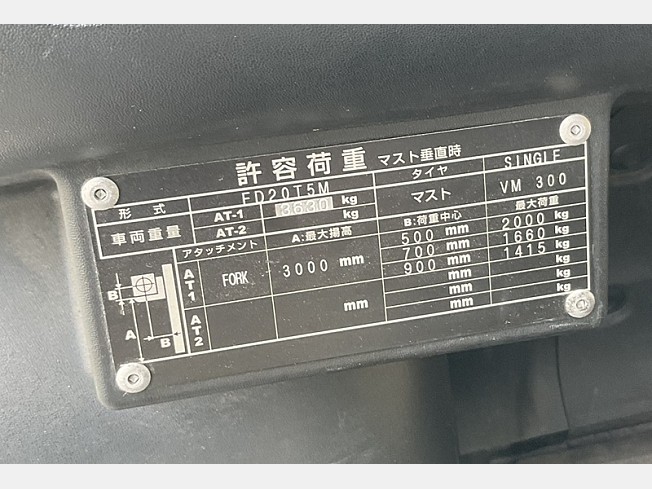 許容荷重 マスト垂直時
形式 FD20T5M タイヤ SINGLE
車両重量 AT-1 3630 kg マスト VM 300
AT-2 kg
アタッチメント A:最大揚高 B:荷重中心 最大荷重
AT1 FORK 3000 mm 500 mm 2000 kg
700 mm 1660 kg
900 mm 1415 kg
mm kg
AT2 mm mm kg
B
A
B